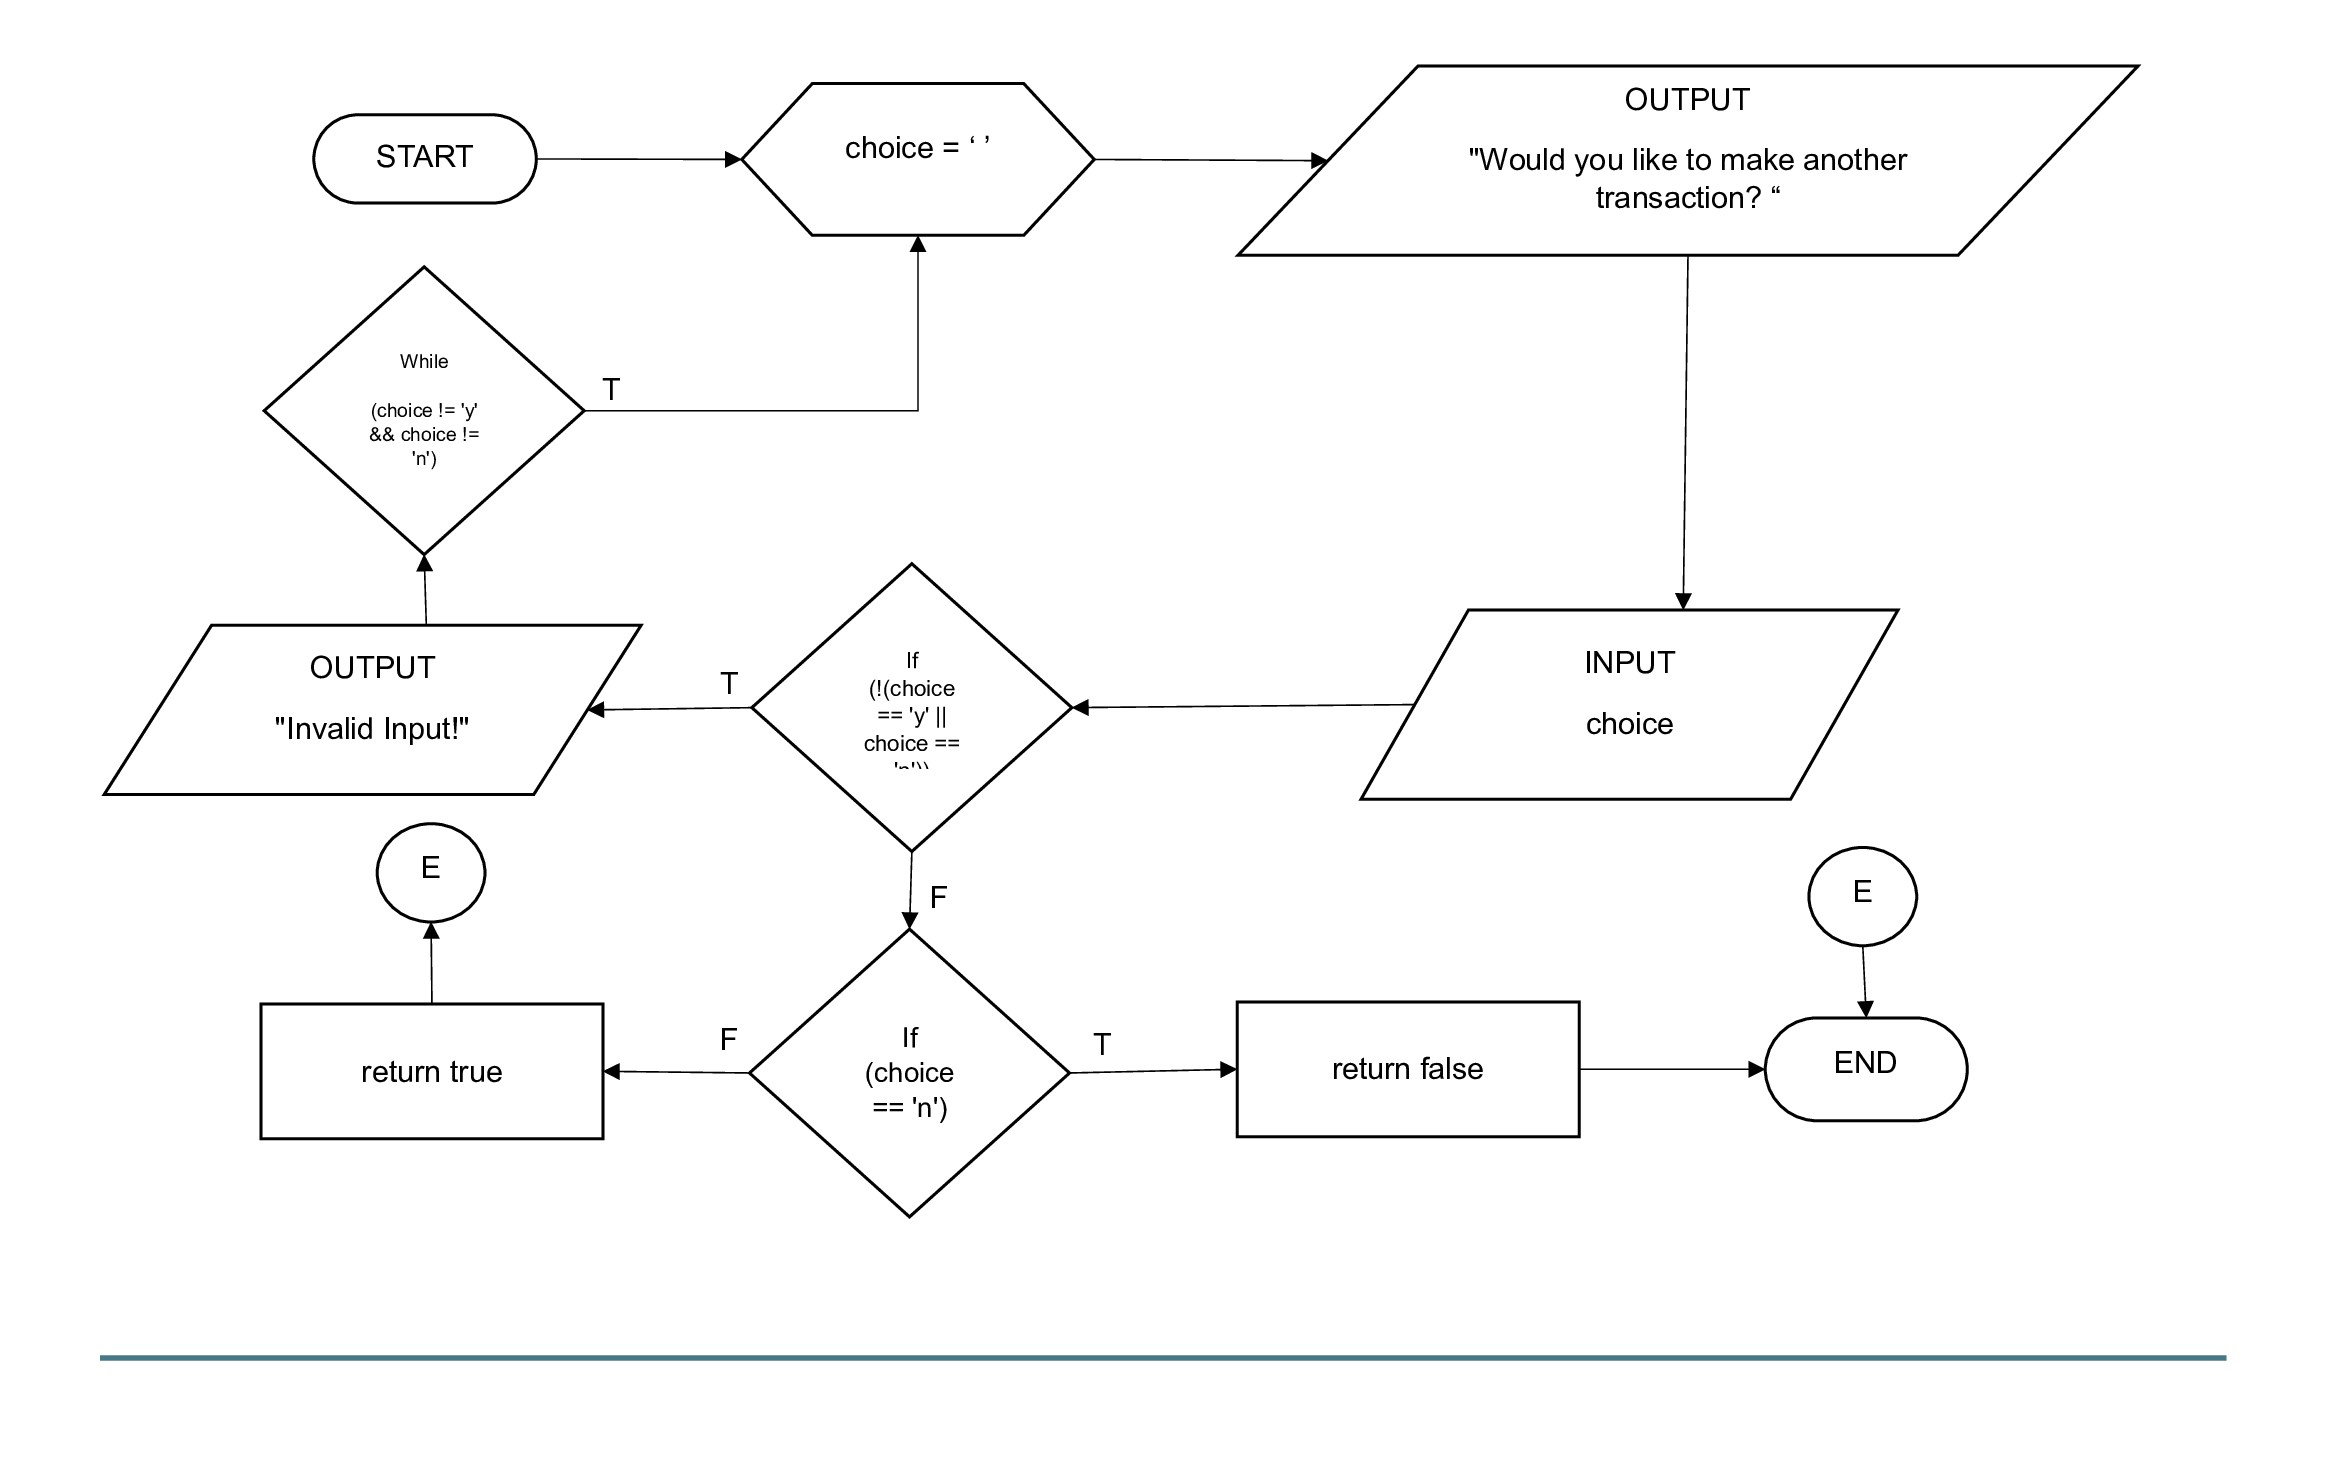 START
choice = ‘ ’
OUTPUT
"Would you like to make another
transaction? “
While
(choice != 'y'
&& choice !=
'n')
T
OUTPUT
"Invalid Input!"
T
If
(!(choice
== 'y' ||
choice ==
'n'))
INPUT
choice
E
F
E
return true
F
If
(choice
== 'n')
T
return false
END